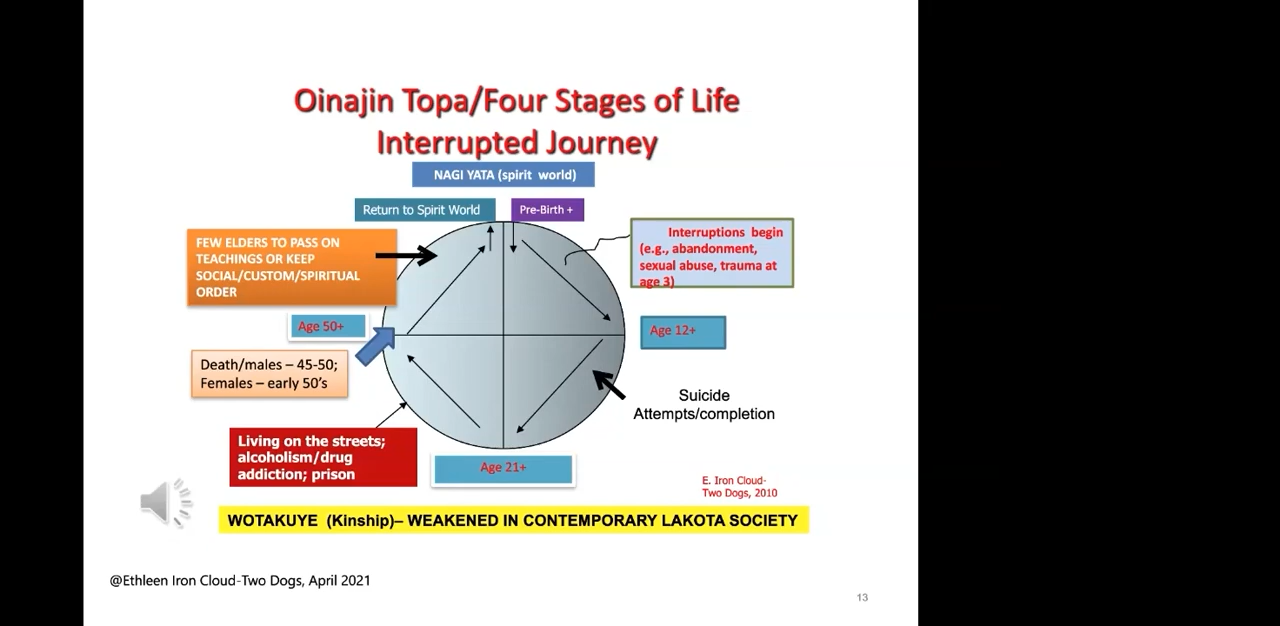 Oinajin Topa/Four Stages of Life
Interrupted Journey
NAGI YATA (spirit world)
Return to Spirit World
Pre-Birth +
FEW ELDERS TO PASS ON
TEACHINGS OR KEEP
SOCIAL/CUSTOM/SPIRITUAL
ORDER
Interruptions begin
(e.g., abandonment,
sexual abuse, trauma at
age 3)
Age 50+
Age 12+
Death/males – 45-50;
Females – early 50's
Suicide
Attempts/completion
Living on the streets;
alcoholism/drug
addiction; prison
Age 21+
E. Iron Cloud-
Two Dogs, 2010
WOTAKUYE (Kinship)– WEAKENED IN CONTEMPORARY LAKOTA SOCIETY
@Ethleen Iron Cloud-Two Dogs, April 2021
13